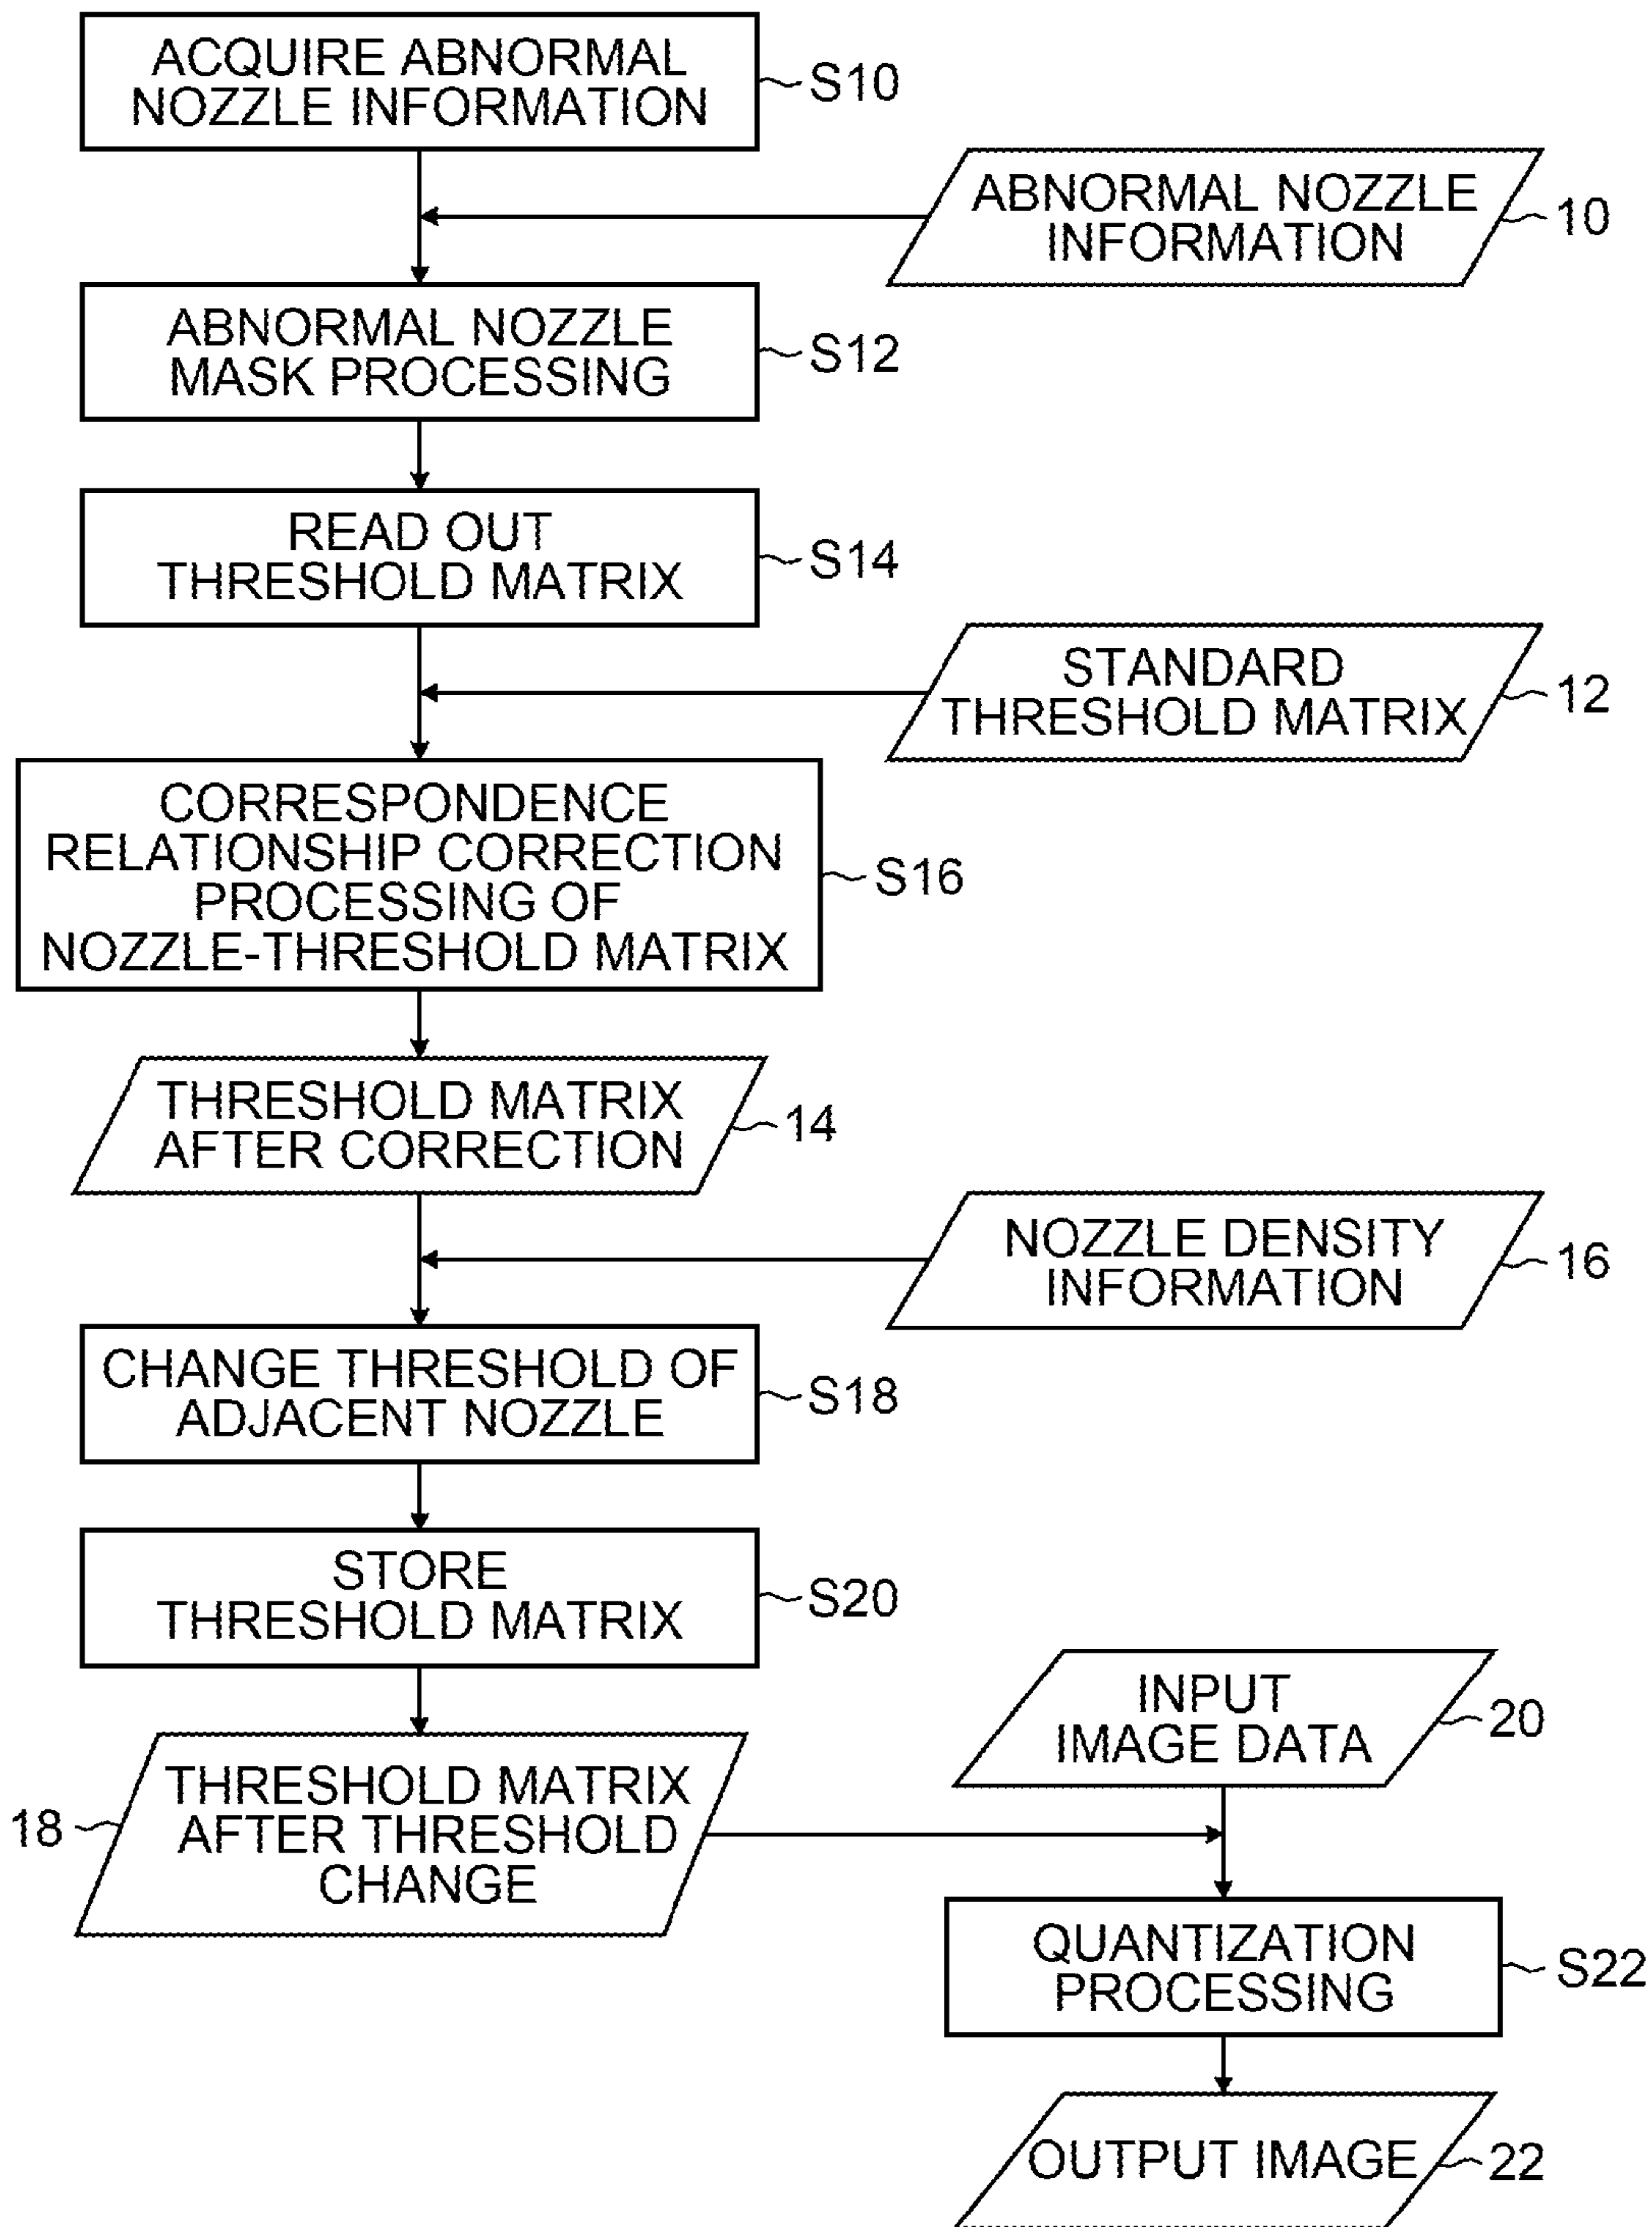 ACQUIRE ABNORMAL
NOZZLE INFORMATION
S10
ABNORMAL NOZZLE
INFORMATION
10
ABNORMAL NOZZLE
MASK PROCESSING
S12
READ OUT
THRESHOLD MATRIX
S14
STANDARD
THRESHOLD MATRIX
12
CORRESPONDENCE
RELATIONSHIP CORRECTION
PROCESSING OF
NOZZLE-THRESHOLD MATRIX
S16
THRESHOLD MATRIX
AFTER CORRECTION
14
NOZZLE DENSITY
INFORMATION
16
CHANGE THRESHOLD OF
ADJACENT NOZZLE
S18
STORE
THRESHOLD MATRIX
S20
INPUT
IMAGE DATA
20
18
THRESHOLD MATRIX
AFTER THRESHOLD
CHANGE
QUANTIZATION
PROCESSING
S22
OUTPUT IMAGE
22